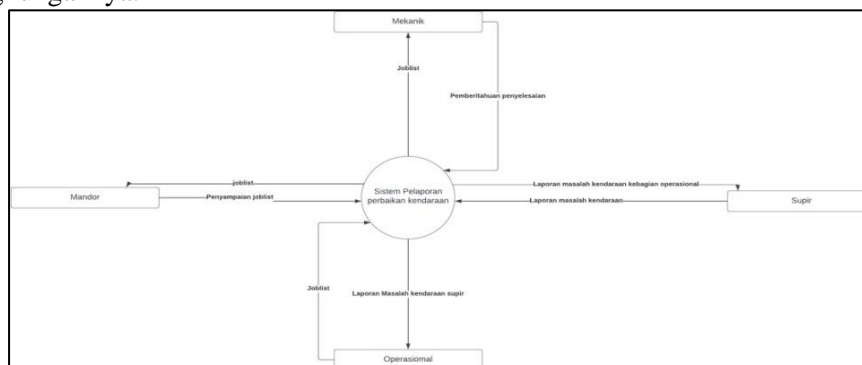 Mekanik
Joblist
Pemberitahuan penyelesaian
joblist
Mandor
Penyampaian joblist
Sistem Pelaporan
perbaikan kendaraan
Laporan masalah kendaraan kebagian operasional
Laporan masalah kendaraan
Supir
Joblist
Laporan Masalah kendaraan supir
Operasiomal